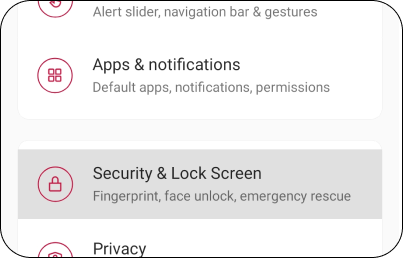 Alert slider, navigation bar & gestures
Apps & notifications
Default apps, notifications, permissions
Security & Lock Screen
Fingerprint, face unlock, emergency rescue
Privacy